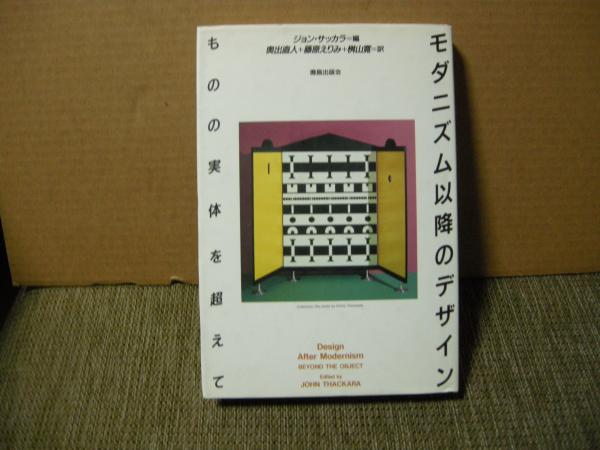 ジョン・サッカラ=編
奥出直人+藤原えりみ+桝山寛=訳
鹿島出版会
モダニズム以降のデザイン
ものの実体を超えて
Design
After Modernism
BEYOND THE OBJECT
Edited by
JOHN THACKARA